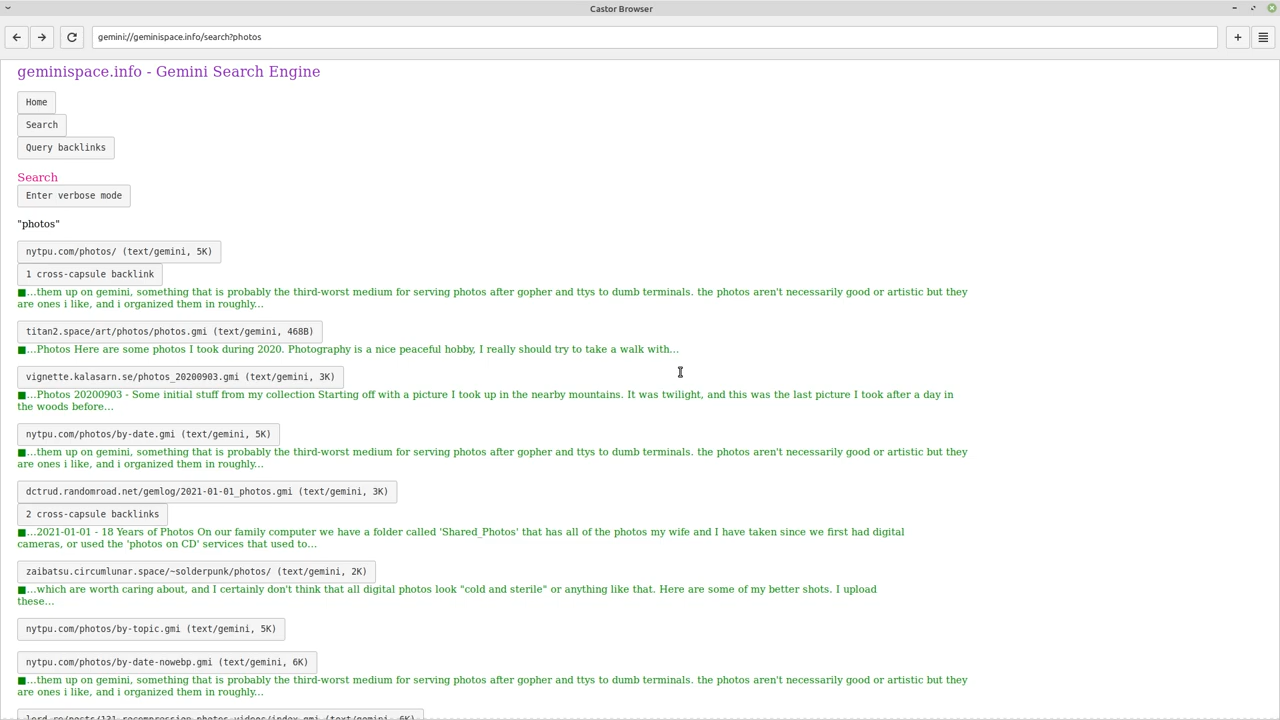 Castor Browser
gemini://geminispace.info/search?photos
geminispace.info - Gemini Search Engine
Home
Search
Query backlinks
Search
Enter verbose mode
"photos"
nytpu.com/photos/ (text/gemini, 5K)
1 cross-capsule backlink
■…them up on gemini, something that is probably the third-worst medium for serving photos after gopher and ttys to dumb terminals. the photos aren't necessarily good or artistic but they
are ones i like, and i organized them in roughly…
titan2.space/art/photos/photos.gmi (text/gemini, 468B)
■…Photos Here are some photos I took during 2020. Photography is a nice peaceful hobby, I really should try to take a walk with…
vignette.kalasarn.se/photos_20200903.gmi (text/gemini, 3K)
■…Photos 20200903 - Some initial stuff from my collection Starting off with a picture I took up in the nearby mountains. It was twilight, and this was the last picture I took after a day in
the woods before…
nytpu.com/photos/by-date.gmi (text/gemini, 5K)
■…them up on gemini, something that is probably the third-worst medium for serving photos after gopher and ttys to dumb terminals. the photos aren't necessarily good or artistic but they
are ones i like, and i organized them in roughly…
dctrud.randomroad.net/gemlog/2021-01-01_photos.gmi (text/gemini, 3K)
2 cross-capsule backlinks
■…2021-01-01 - 18 Years of Photos On our family computer we have a folder called 'Shared_Photos' that has all of the photos my wife and I have taken since we first had digital
cameras, or used the 'photos on CD' services that used to…
zaibatsu.circumlunar.space/~solderpunk/photos/ (text/gemini, 2K)
■…which are worth caring about, and I certainly don't think that all digital photos look "cold and sterile" or anything like that. Here are some of my better shots. I upload
these…
nytpu.com/photos/by-topic.gmi (text/gemini, 5K)
nytpu.com/photos/by-date-nowebp.gmi (text/gemini, 6K)
■…them up on gemini, something that is probably the third-worst medium for serving photos after gopher and ttys to dumb terminals. the photos aren't necessarily good or artistic but they
are ones i like, and i organized them in roughly…
lord.re/posts/131-recompression-photos-videos/index.gmi (text/gemini, 6K)